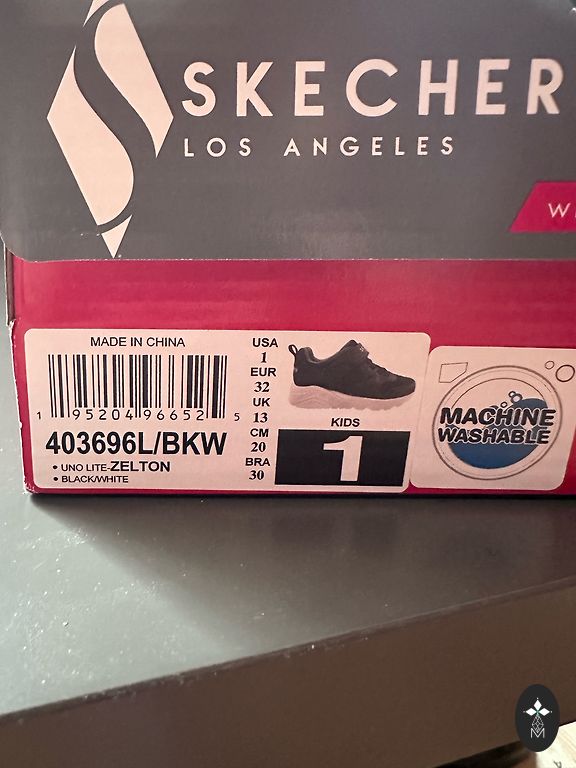 SKECHER
LOS ANGELES
W
MADE IN CHINA
1 95204 96652 5
403696L/BKW
• UNO LITE-ZELTON
• BLACK/WHITE
USA
1
EUR
32
UK
13
CM
20
BRA
30
KIDS
1
MACHINE
WASHABLE
M